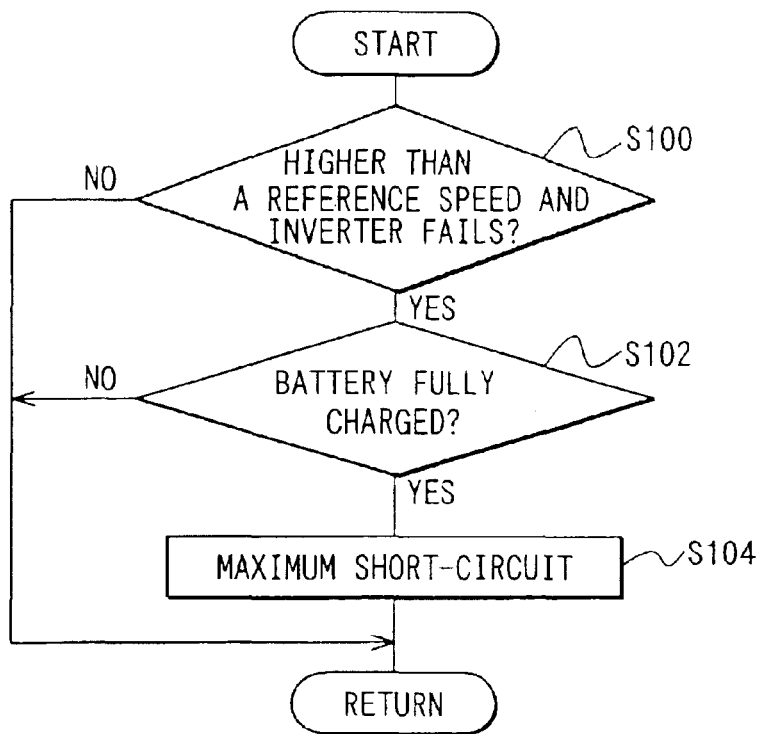 START
S100
HIGHER THAN
A REFERENCE SPEED AND
INVERTER FAILS?
NO
YES
S102
BATTERY FULLY
CHARGED?
NO
YES
MAXIMUM SHORT-CIRCUIT
S104
RETURN